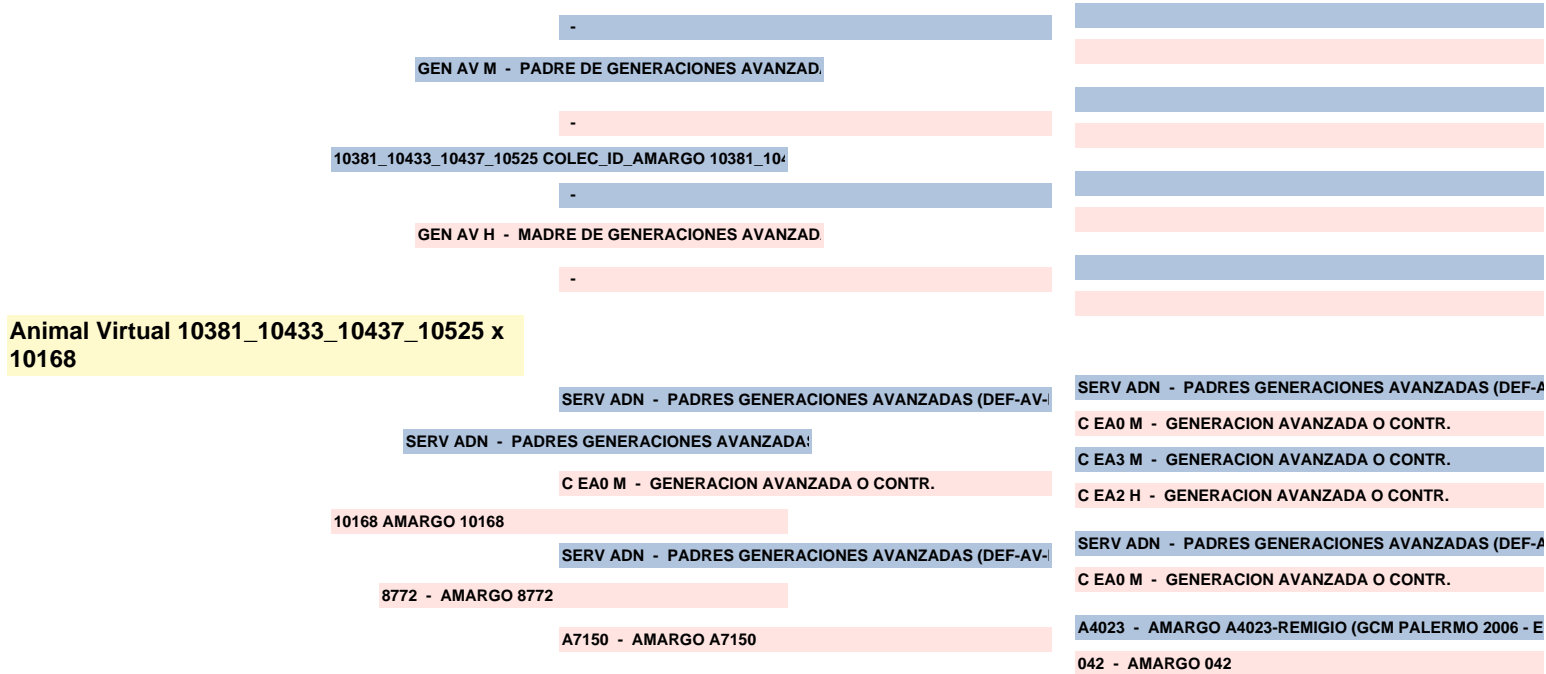 -
GEN AV M - PADRE DE GENERACIONES AVANZAD
-
10381_10433_10437_10525 COLEC_ID_AMARGO 10381_104
-
GEN AV H - MADRE DE GENERACIONES AVANZAD
-
Animal Virtual 10381_10433_10437_10525 x
10168
SERV ADN - PADRES GENERACIONES AVANZADAS (DEF-A
SERV ADN - PADRES GENERACIONES AVANZADAS (DEF-AV-
C EA0 M - GENERACION AVANZADA O CONTR.
SERV ADN - PADRES GENERACIONES AVANZADAS
C EA3 M - GENERACION AVANZADA O CONTR.
C EA0 M - GENERACION AVANZADA O CONTR.
C EA2 H - GENERACION AVANZADA O CONTR.
10168 AMARGO 10168
SERV ADN - PADRES GENERACIONES AVANZADAS (DEF-A
SERV ADN - PADRES GENERACIONES AVANZADAS (DEF-AV-
C EA0 M - GENERACION AVANZADA O CONTR.
8772 - AMARGO 8772
A4023 - AMARGO A4023-REMIGIO (GCM PALERMO 2006 - E
A7150 - AMARGO A7150
042 - AMARGO 042